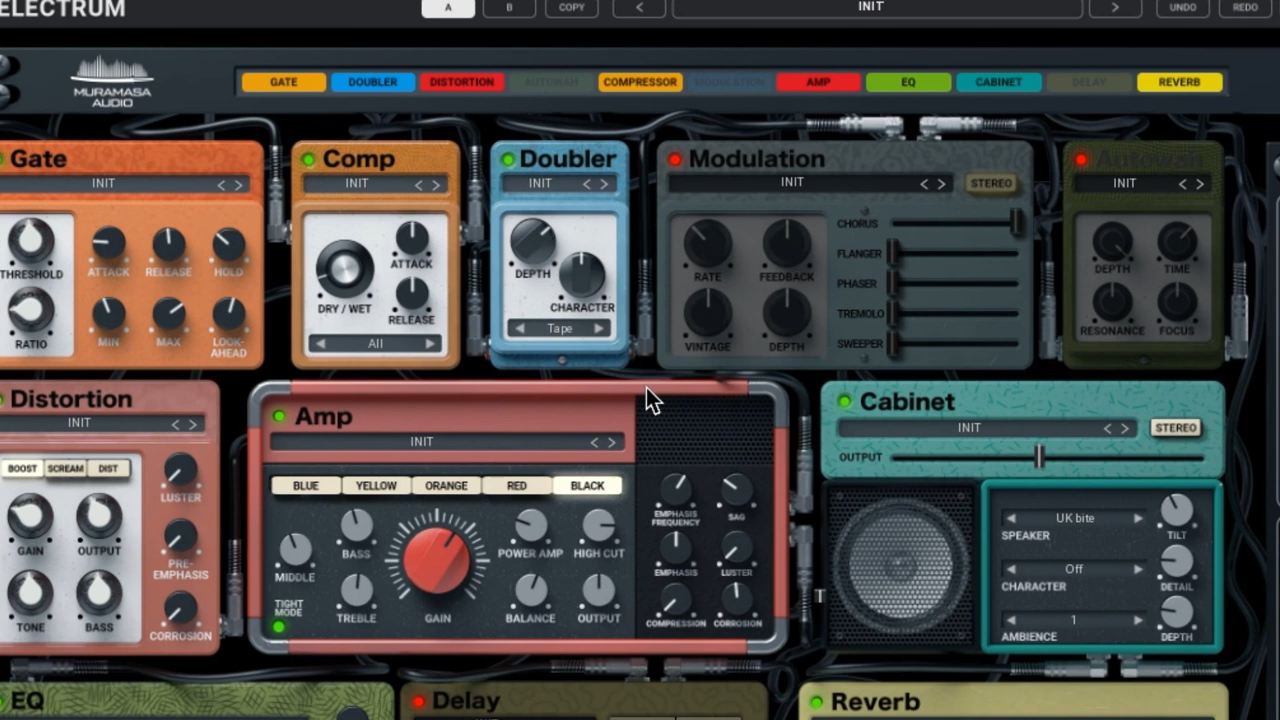 ELECTRUM
A B COPY < INIT > UNDO REDO
MURAMASA
AUDIO
GATE DOUBLER DISTORTION AUTOWAH COMPRESSOR MODULATION AMP EQ CABINET DELAY REVERB
Gate
INIT < >
THRESHOLD ATTACK RELEASE HOLD
RATIO MIN MAX LOOK-
AHEAD
Comp
INIT < >
ATTACK
DRY / WET
RELEASE
All
Doubler
INIT < >
DEPTH
CHARACTER
Tape
Modulation
INIT < > STEREO
CHORUS
FLANGER
PHASER
TREMOLO
SWEEPER
RATE FEEDBACK
VINTAGE DEPTH
Autowah
INIT < >
DEPTH TIME
RESONANCE FOCUS
Distortion
INIT < >
BOOST SCREAM DIST
LUSTER
GAIN OUTPUT
PRE-
EMPHASIS
TONE BASS
CORROSION
Amp
INIT < >
BLUE YELLOW ORANGE RED BLACK
BASS POWER AMP HIGH CUT
MIDDLE
TIGHT
MODE
TREBLE GAIN BALANCE OUTPUT
EMPHASIS
FREQUENCY
SAG
EMPHASIS LUSTER
COMPRESSION CORROSION
Cabinet
INIT < > STEREO
OUTPUT
UK bite
SPEAKER
TILT
Off
CHARACTER
DETAIL
1
AMBIENCE
DEPTH
EQ
Delay
Reverb